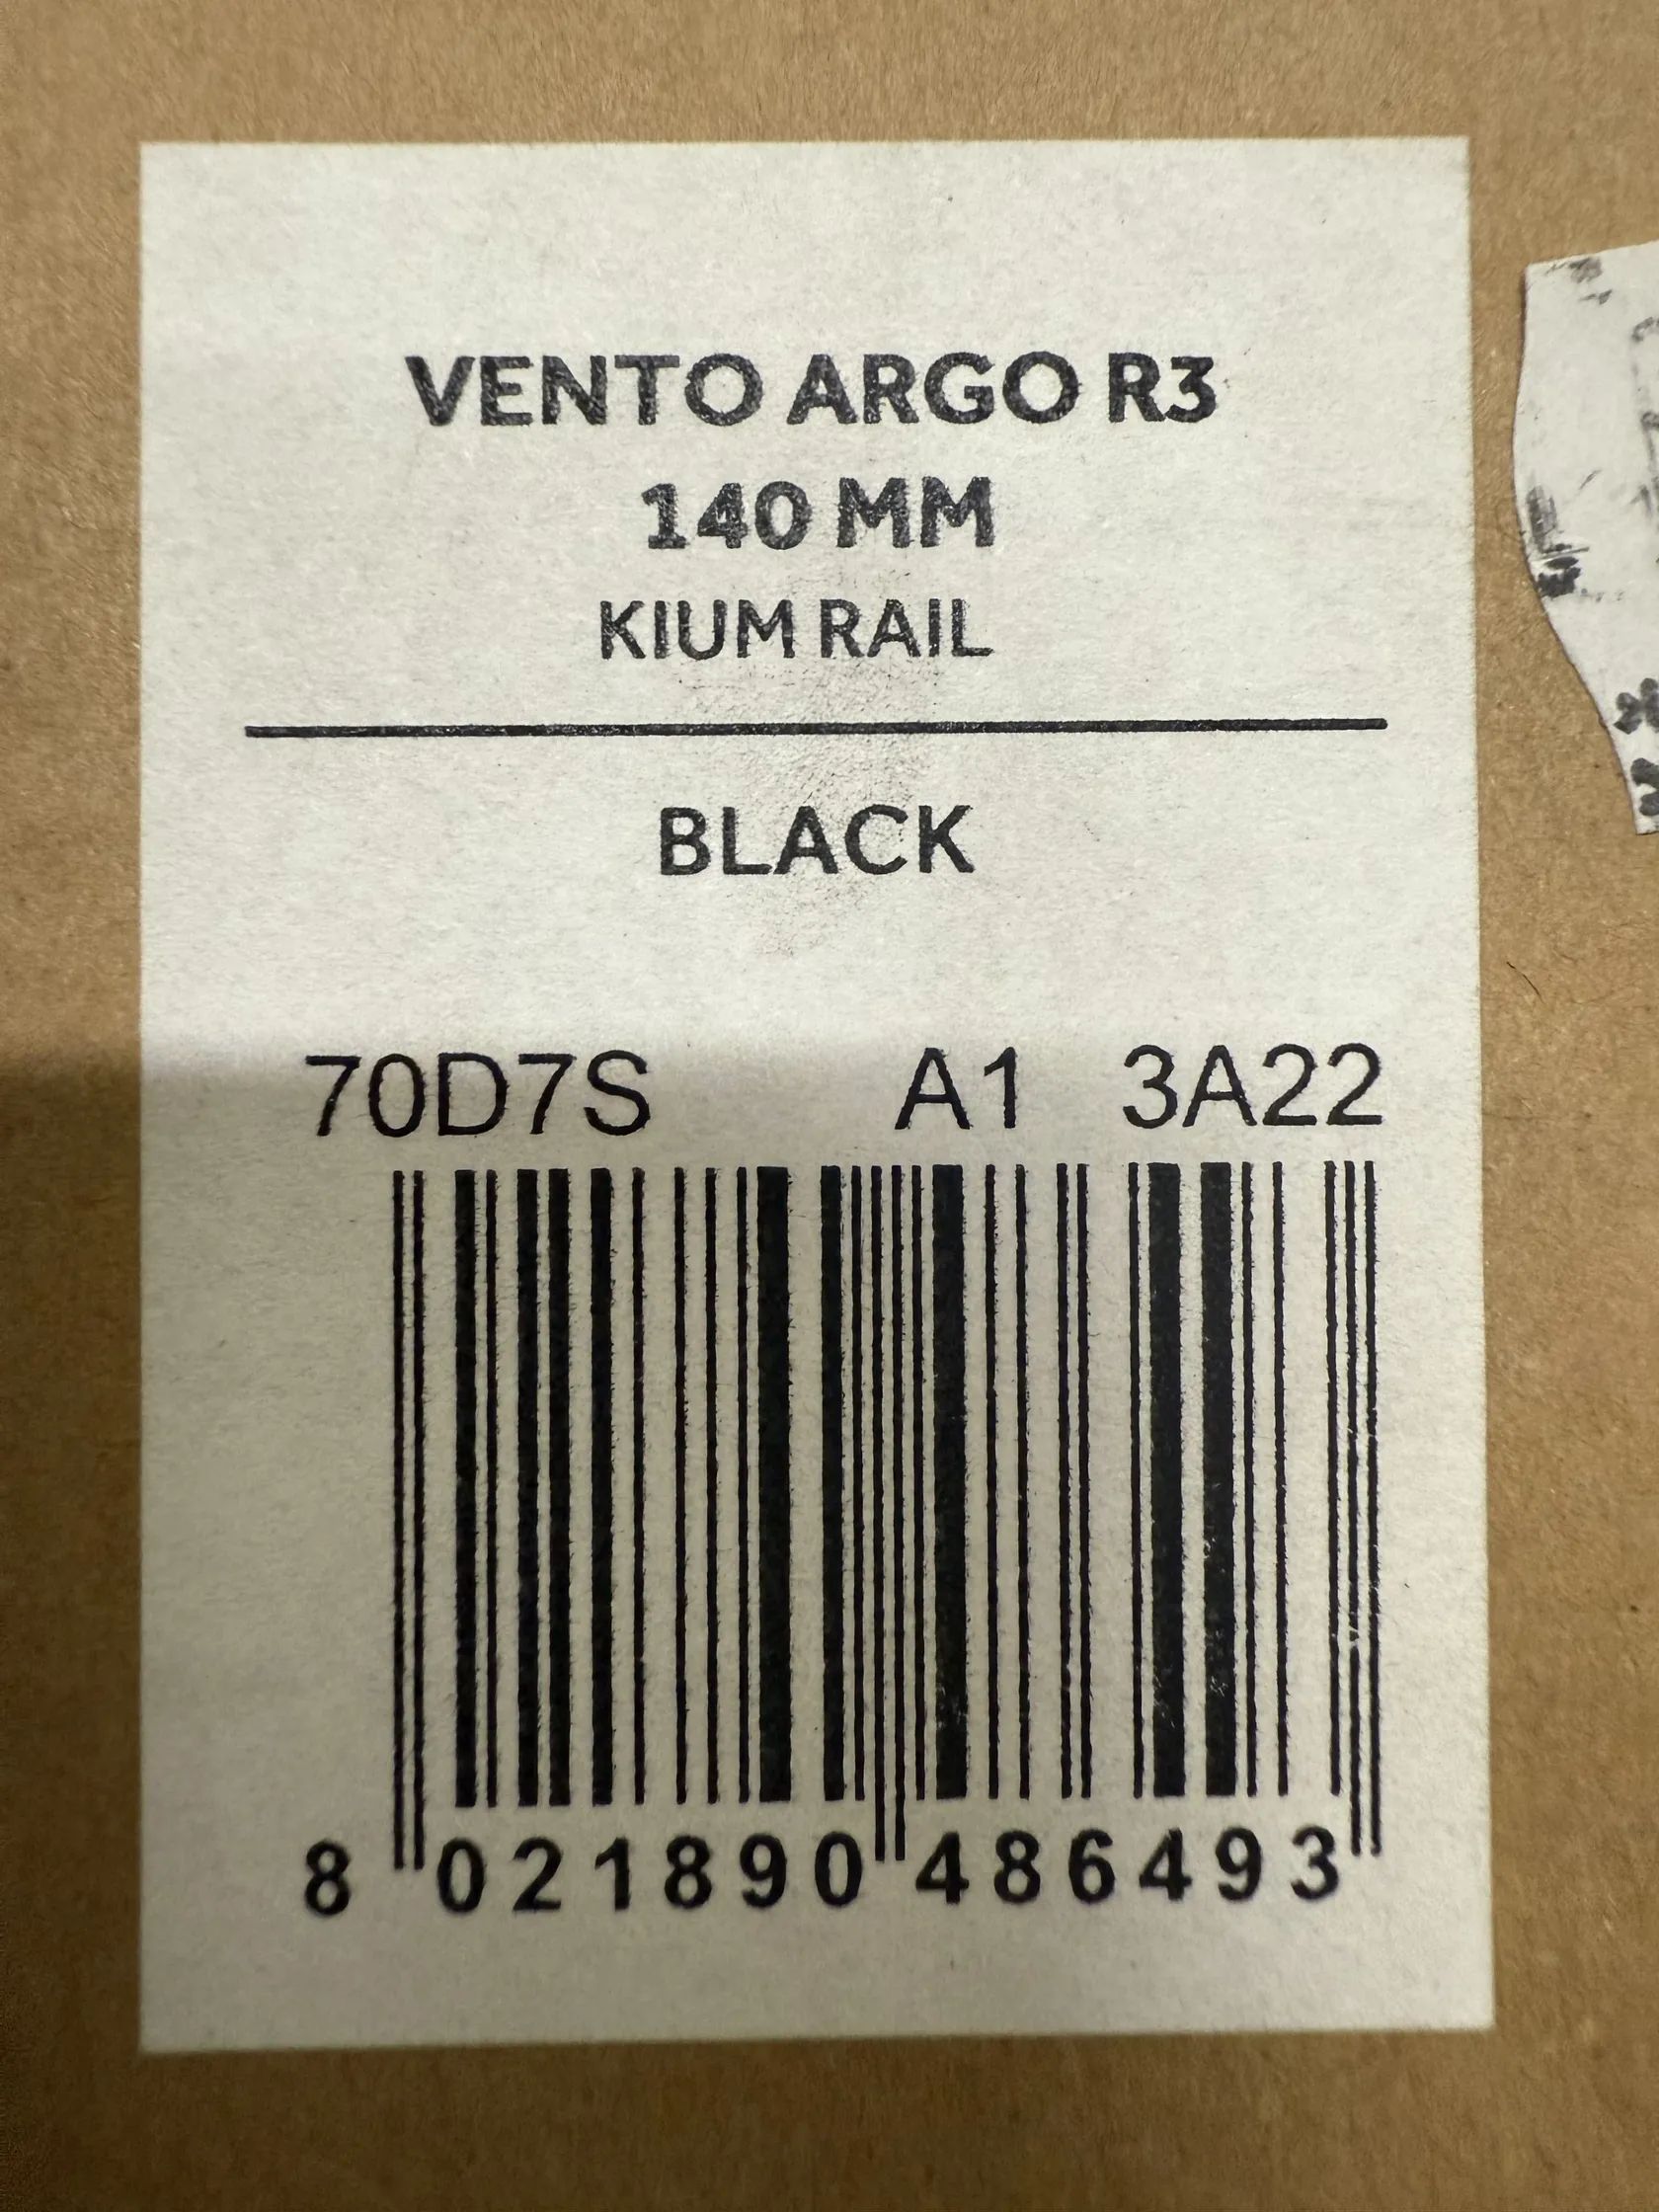 VENTO ARGO R3
140 MM
KIUM RAIL
BLACK
70D7S A1 3A22
8 021890 486493